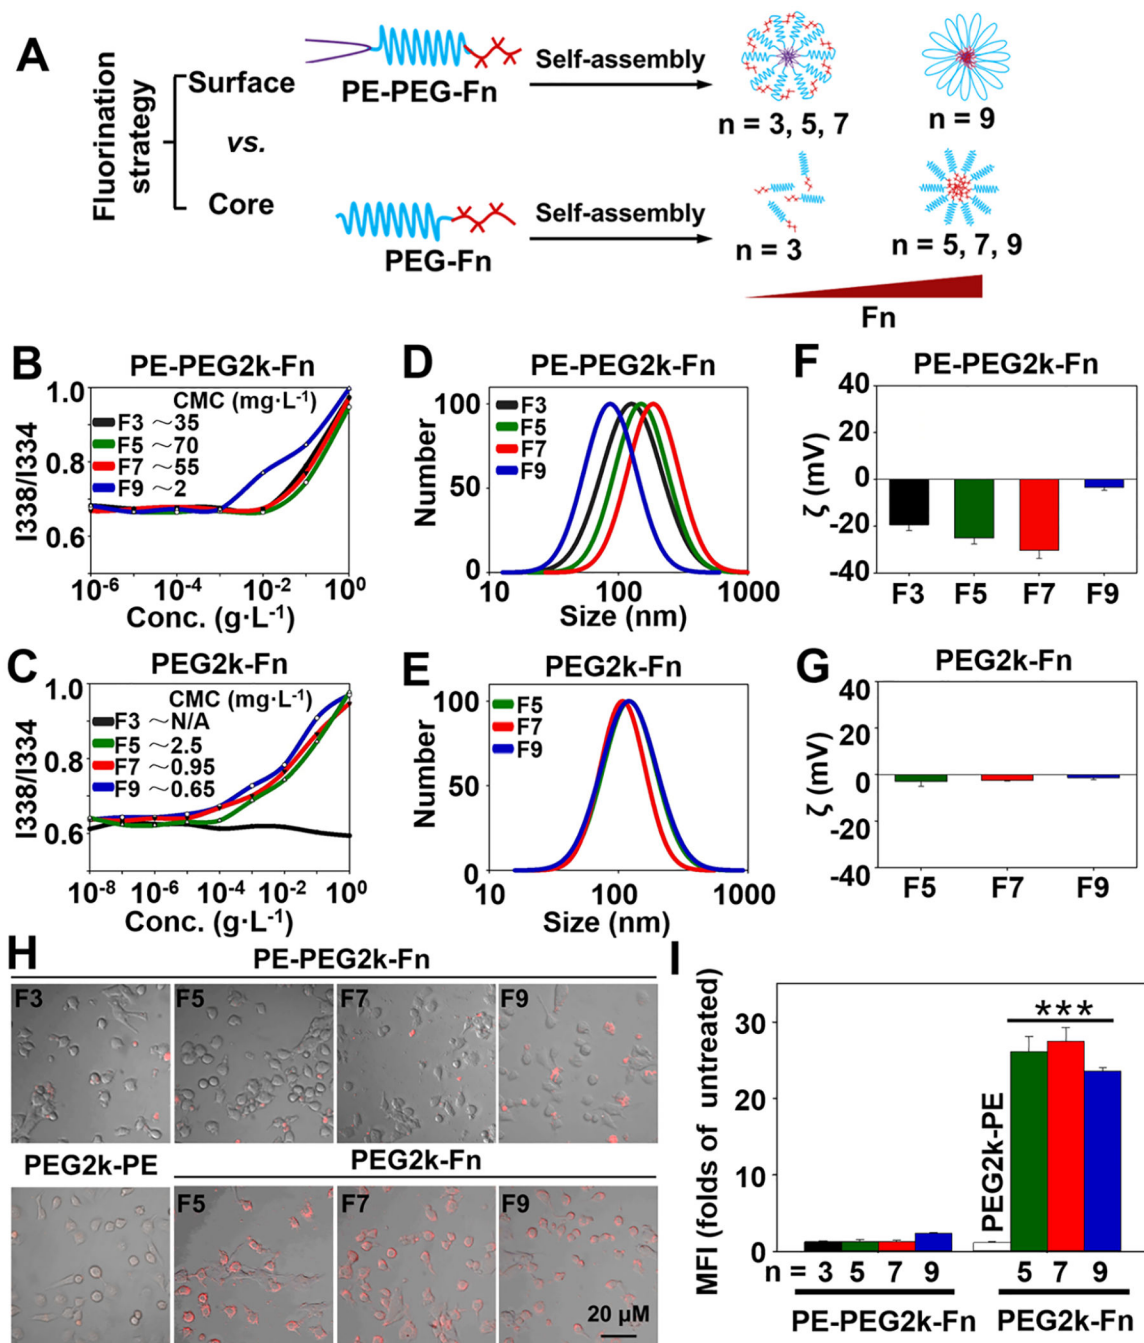 A
Fluorination
strategy
Surface
vs.
Core
PE-PEG-Fn
Self-assembly
n = 3, 5, 7
n = 9
PEG-Fn
Self-assembly
n = 3
n = 5, 7, 9
Fn
B
PE-PEG2k-Fn
CMC (mg·L-1)
F3 ~35
F5 ~70
F7 ~55
F9 ~2
I338/I334
1.0
0.8
0.6
10-6
10-4
10-2
100
Conc. (g·L-1)
D
PE-PEG2k-Fn
F3
F5
F7
F9
Number
100
50
0
10
100
1000
Size (nm)
F
PE-PEG2k-Fn
ζ (mV)
40
20
0
-20
-40
F3
F5
F7
F9
C
PEG2k-Fn
CMC (mg·L-1)
F3 ~N/A
F5 ~2.5
F7 ~0.95
F9 ~0.65
I338/I334
1.0
0.8
0.6
10-8
10-6
10-4
10-2
100
Conc. (g·L-1)
E
PEG2k-Fn
F5
F7
F9
Number
100
50
0
10
100
1000
Size (nm)
G
PEG2k-Fn
ζ (mV)
40
20
0
-20
-40
F5
F7
F9
H
PE-PEG2k-Fn
F3
F5
F7
F9
PEG2k-PE
PEG2k-Fn
F5
F7
F9
20 μM
I
MFI (folds of untreated)
30
20
10
0
***
PEG2k-PE
n = 3 5 7 9
5 7 9
PE-PEG2k-Fn
PEG2k-Fn